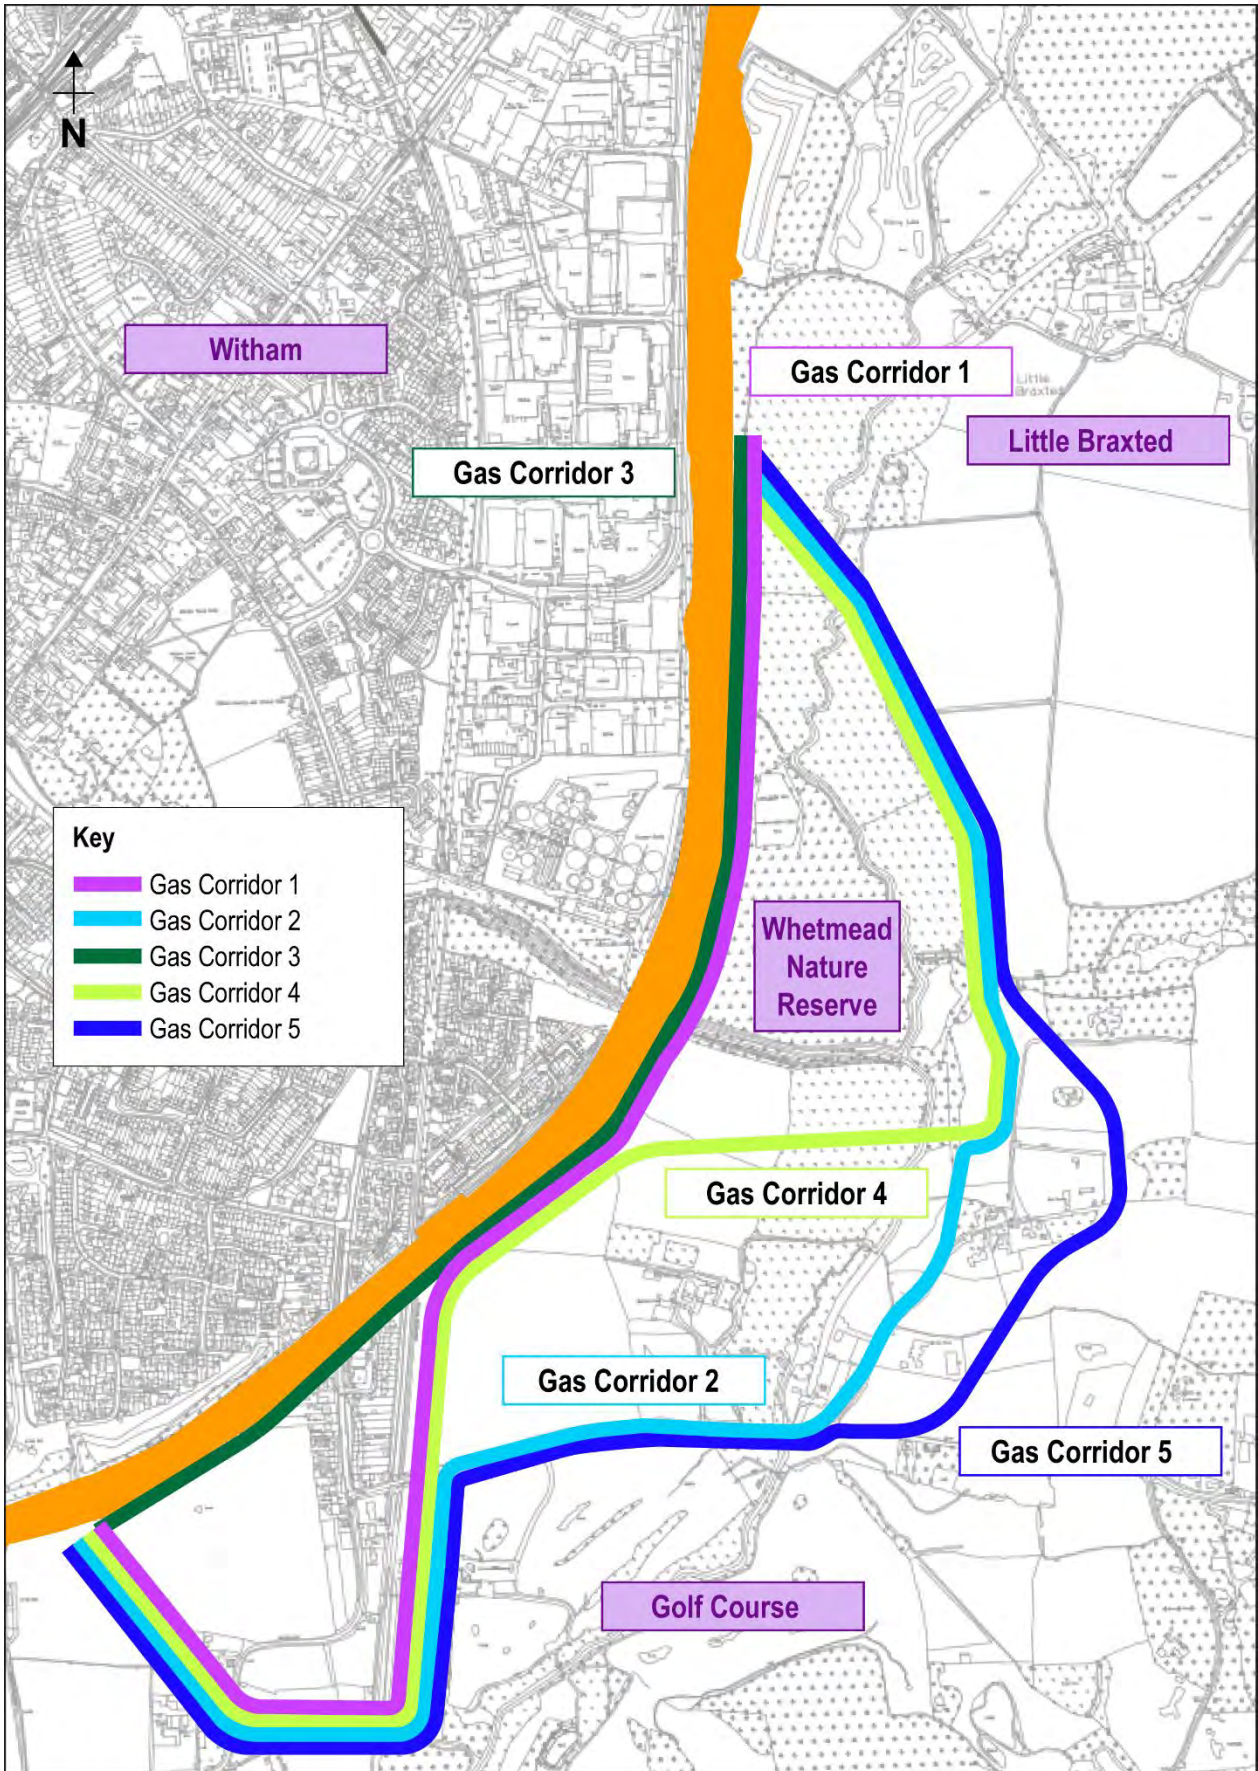 N
Witham
Gas Corridor 1
Little
Braxted
Little Braxted
Gas Corridor 3
Key
Gas Corridor 1
Gas Corridor 2
Gas Corridor 3
Gas Corridor 4
Gas Corridor 5
Whetmead
Nature
Reserve
Gas Corridor 4
Gas Corridor 2
Gas Corridor 5
Golf Course